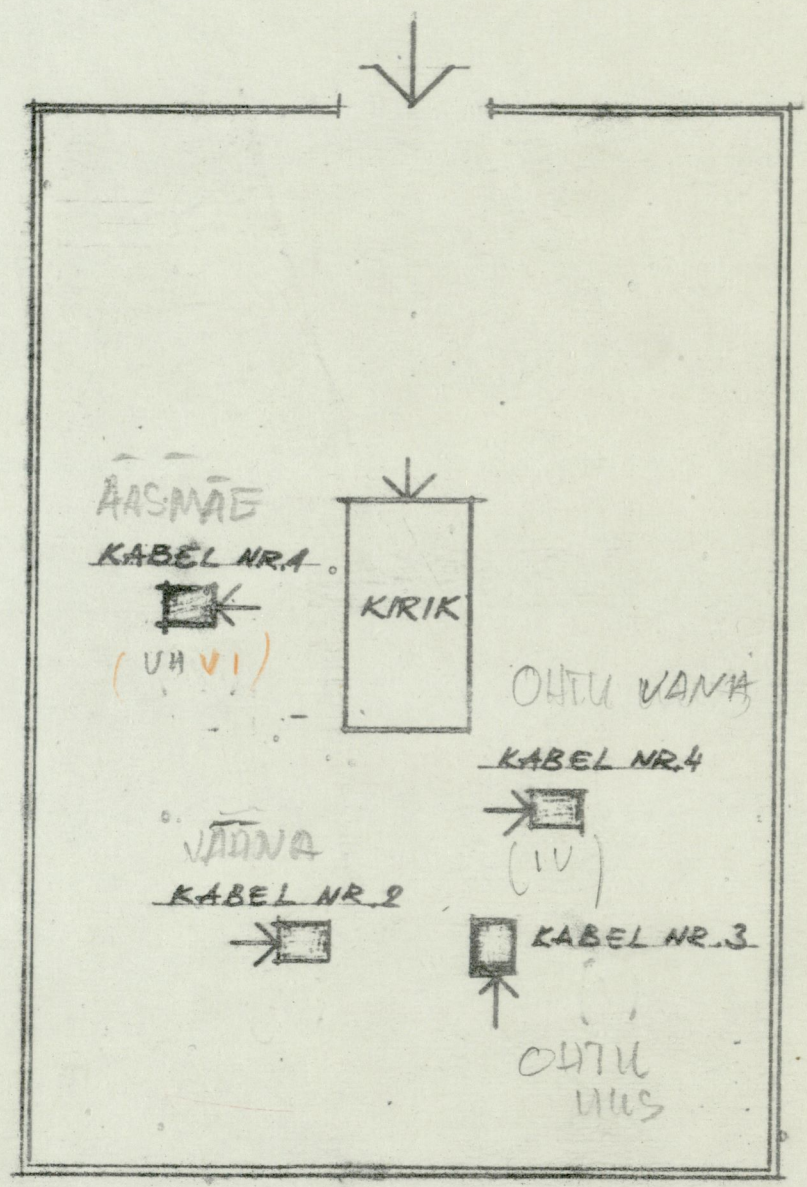 ÄÄSMÄE
KABEL NR.1
KIRIK
OHTU VANA
KABEL NR.4
(IV)
VÄÄNA
KABEL NR.2
KABEL NR.3
OHTU
UUS